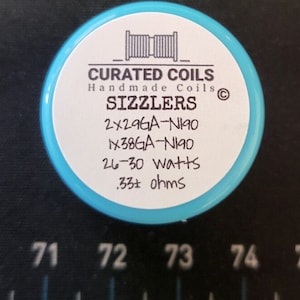 CURATED COILS
Handmade Coils ©
SIZZLERS
2x29GA-NI90
1x38GA-NI90
26-30 watts
.33± ohms
71 72 73 74